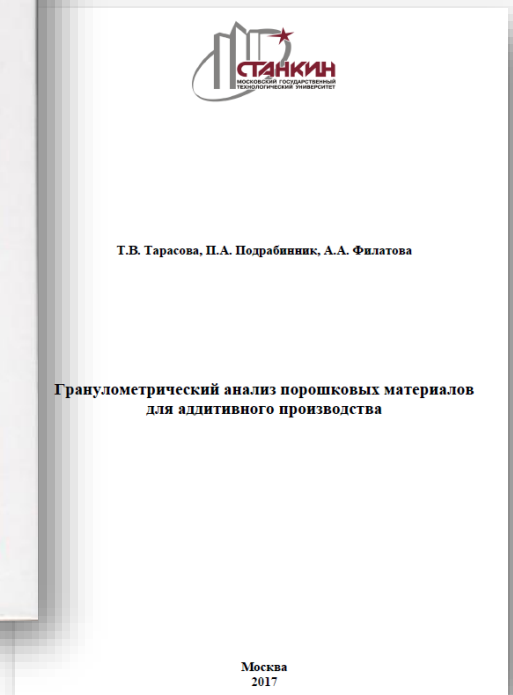 СТАНКИН
МОСКОВСКИЙ ГОСУДАРСТВЕННЫЙ
ТЕХНОЛОГИЧЕСКИЙ УНИВЕРСИТЕТ
Т.В. Тарасова, П.А. Подрабинник, А.А. Филатова
Гранулометрический анализ порошковых материалов
для аддитивного производства
Москва
2017